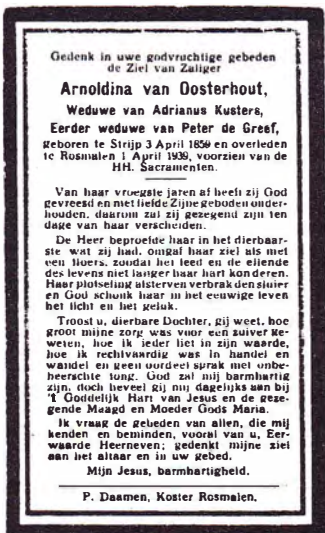 Gedenk in uwe godvruchtige gebeden
de Ziel van Zaliger
Arnoldina van Oosterhout,
Weduwe van Adrianus Kusters,
Eerder weduwe van Peter de Greef,
geboren te Strijp 3 April 1859 en overleden
te Rosmalen 1 April 1939, voorzien van de
HH. Sacramenten.
Van haar vroegste jaren af heeft zij God
gevreesd en met liefde Zijne geboden onder-
houden, daarom zal zij gezegend zijn ten
dage van haar verscheiden.
De Heer beproefde haar in het dierbaar-
ste wat zij had, omgaf haar ziel als met
een floers, zoodat het leed en de ellende
des levens niet langer haar hart konderen.
Haar plotseling afsterven verbrak den sluier
en God schonk haar in het eeuwige leven
het licht en het geluk.
Troost u, dierbare Dochter, gij weet, hoe
groot mijne zorg was voor een zuiver ge-
weten, hoe ik ieder liet in zijn waarde,
hoe ik rechtvaardig was in handel en
wandel en geen oordeel sprak met onbe-
heerschte tong. God zal mij barmhartig
zijn, doch beveel gij mij dagelijks aan bij
't Goddelijk Hart van Jesus en de geze-
gende Maagd en Moeder Gods Maria.
Ik vraag de gebeden van allen, die mij
kenden en beminden, vooral van u, Eer-
waarde Heerneven; gedenkt mijne ziel
aan het altaar en in uw gebed.
Mijn Jesus, barmhartigheid.
P. Daamen, Koster Rosmalen.